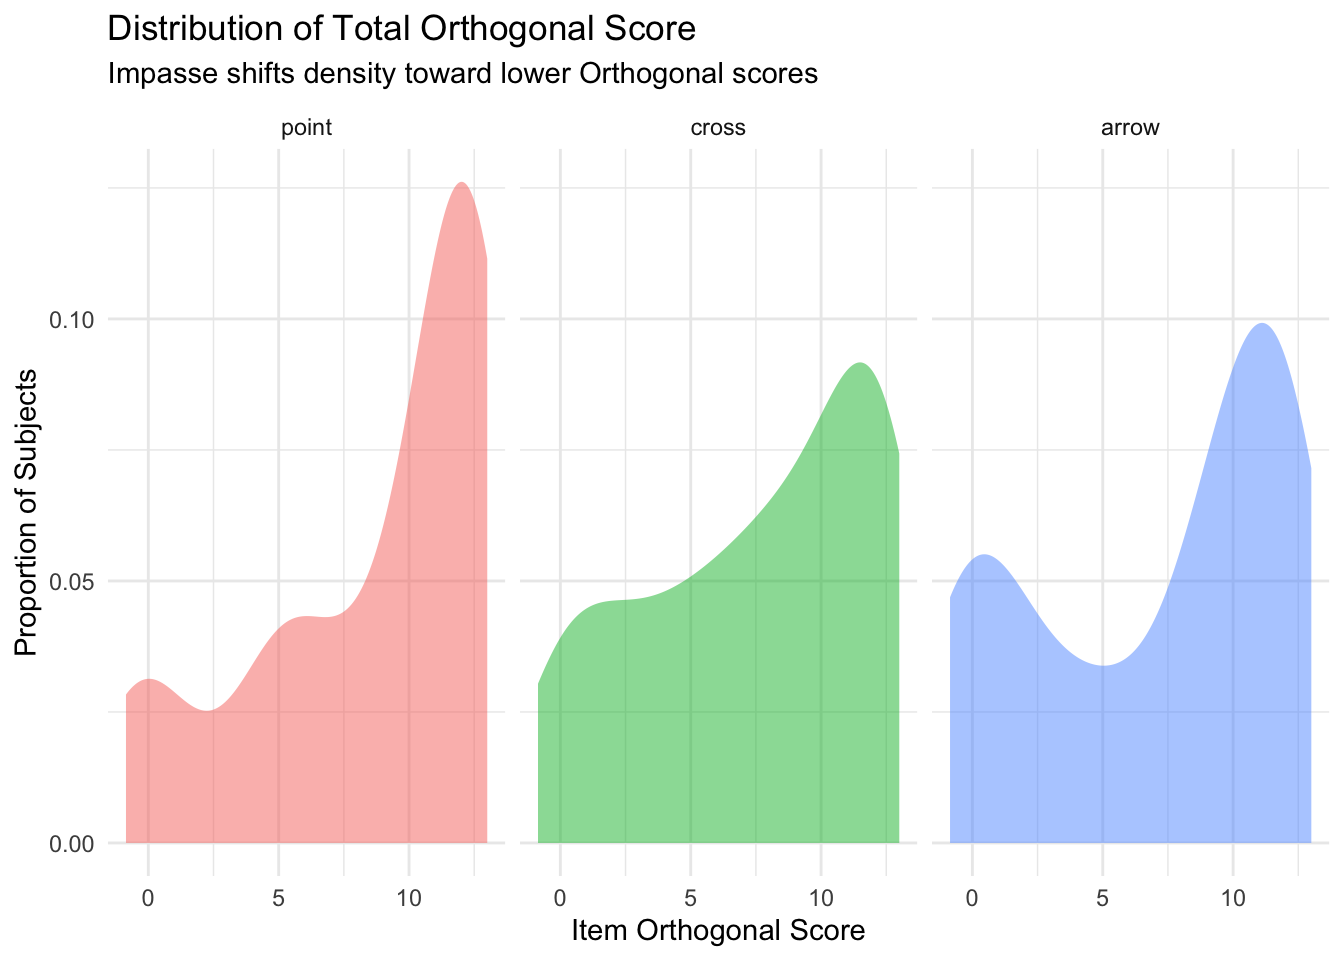 Distribution of Total Orthogonal Score
Impasse shifts density toward lower Orthogonal scores
point cross arrow
0.10
0.05
0.00
0 5 10 0 5 10 0 5 10
Item Orthogonal Score
Proportion of Subjects